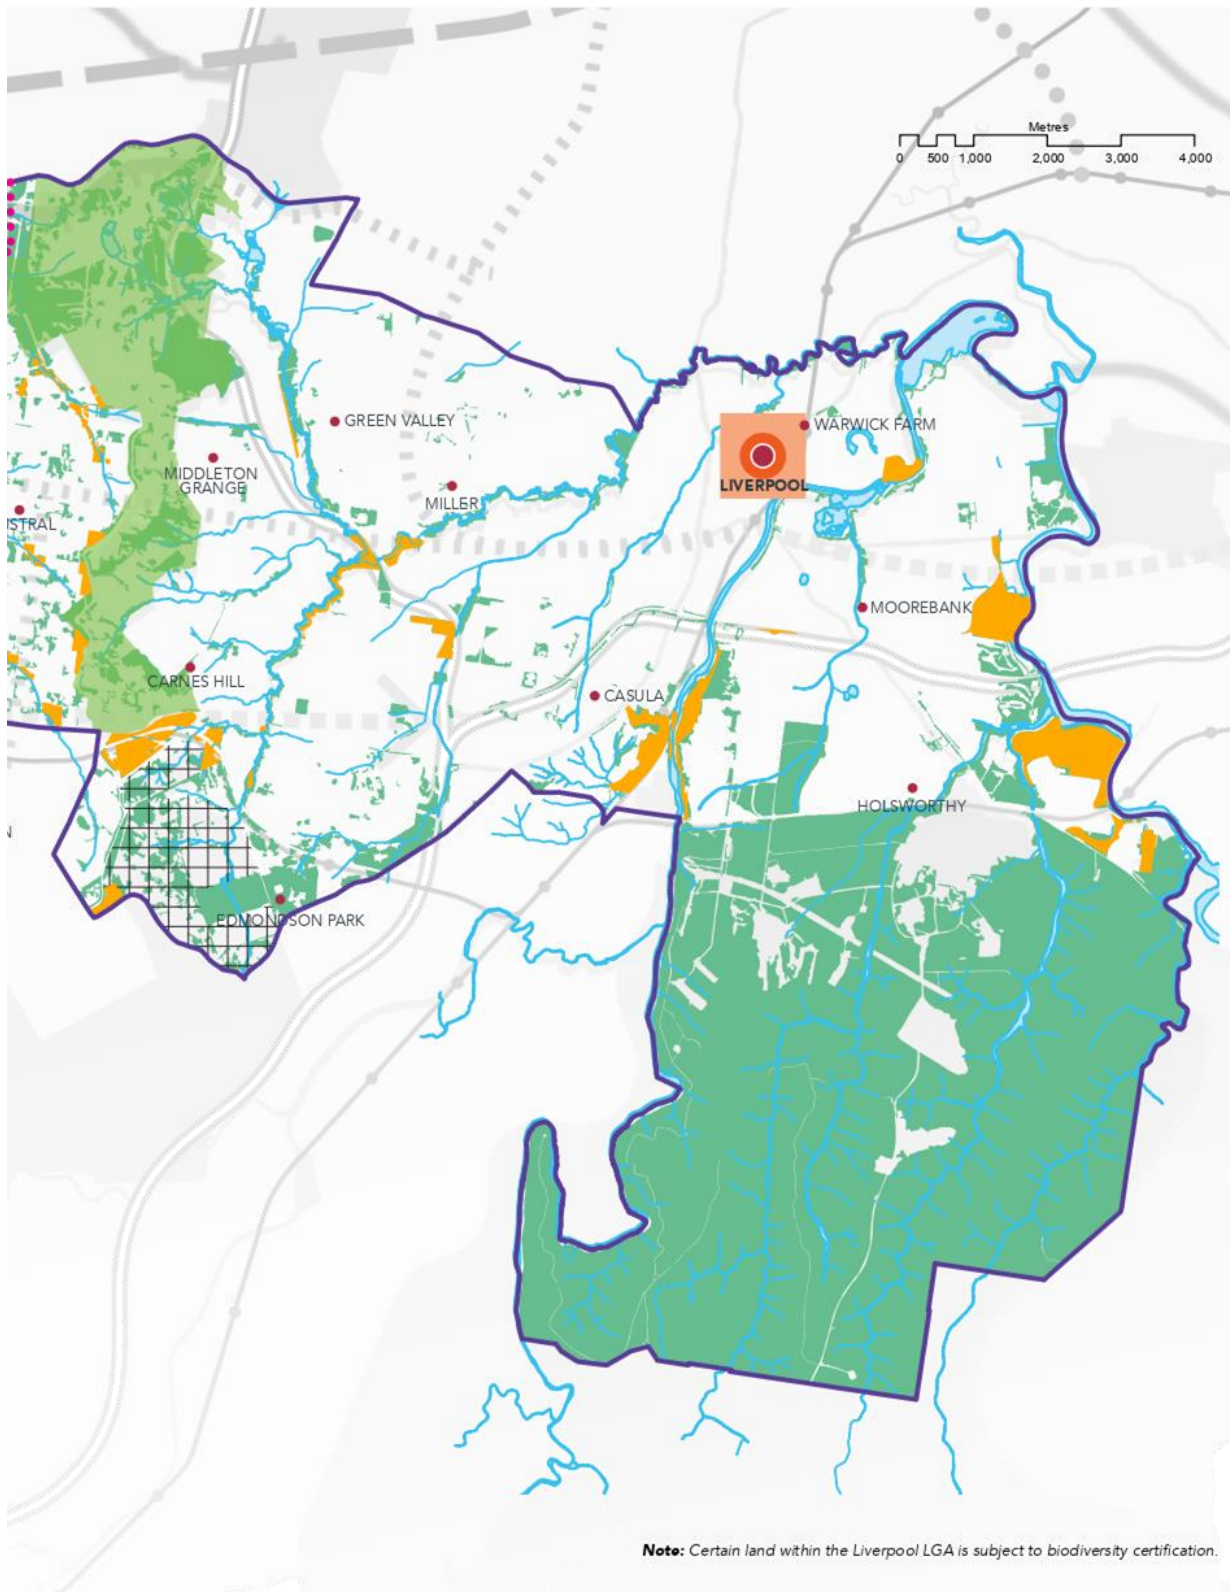 Metres
0 500 1,000 2,000 3,000 4,000
GREEN VALLEY
WARWICK FARM
MIDDLETON
GRANGE
MILLER
LIVERPOOL
STRAL
MOOREBANK
CARNES HILL
CASULA
HOLSWORTHY
N
EDMONDSON PARK
Note: Certain land within the Liverpool LGA is subject to biodiversity certification.